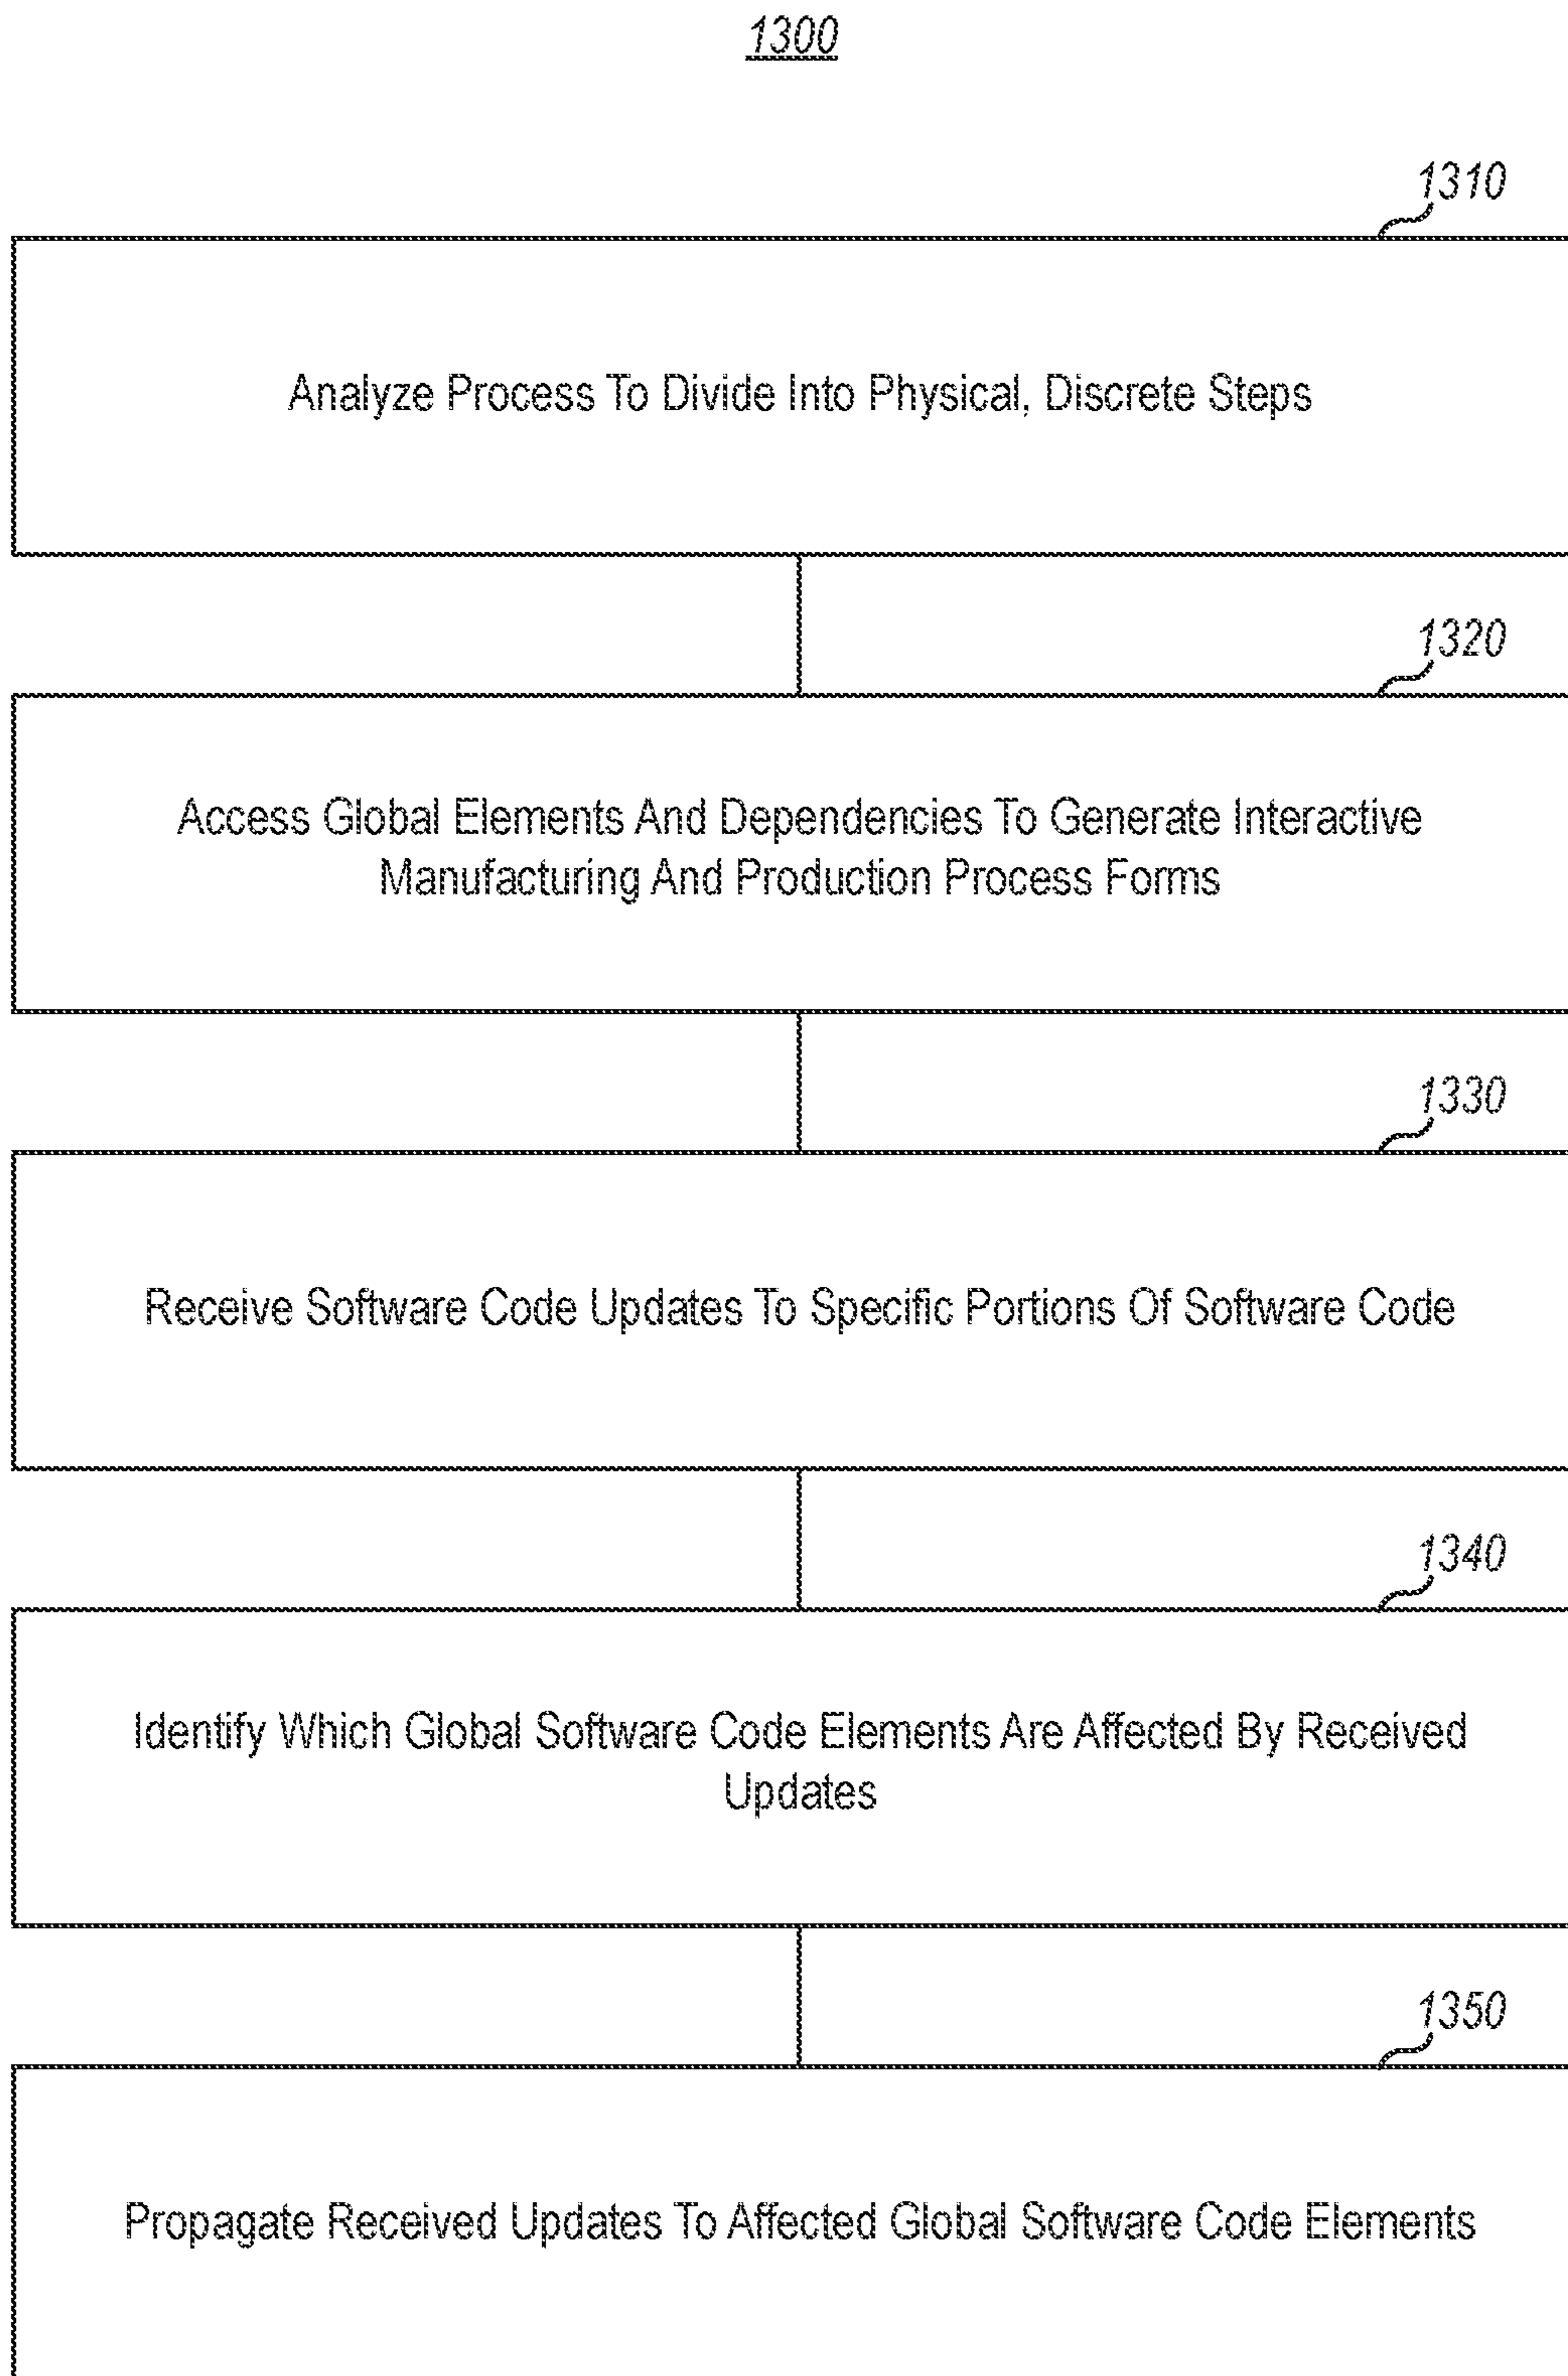 1300
1310
Analyze Process To Divide Into Physical, Discrete Steps
1320
Access Global Elements And Dependencies To Generate Interactive
Manufacturing And Production Process Forms
1330
Receive Software Code Updates To Specific Portions Of Software Code
1340
Identify Which Global Software Code Elements Are Affected By Received
Updates
1350
Propagate Received Updates To Affected Global Software Code Elements